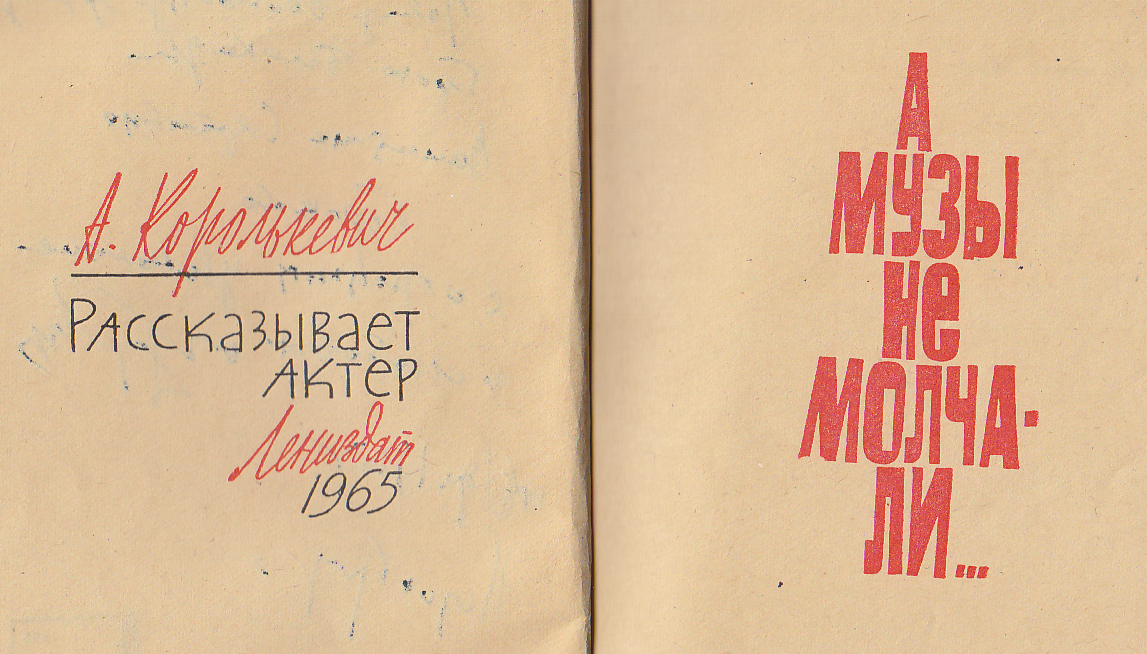 А. Королькевич
Рассказывает
актер
Лениздат
1965
А
МУЗЫ
НЕ
МОЛЧА-
ЛИ...